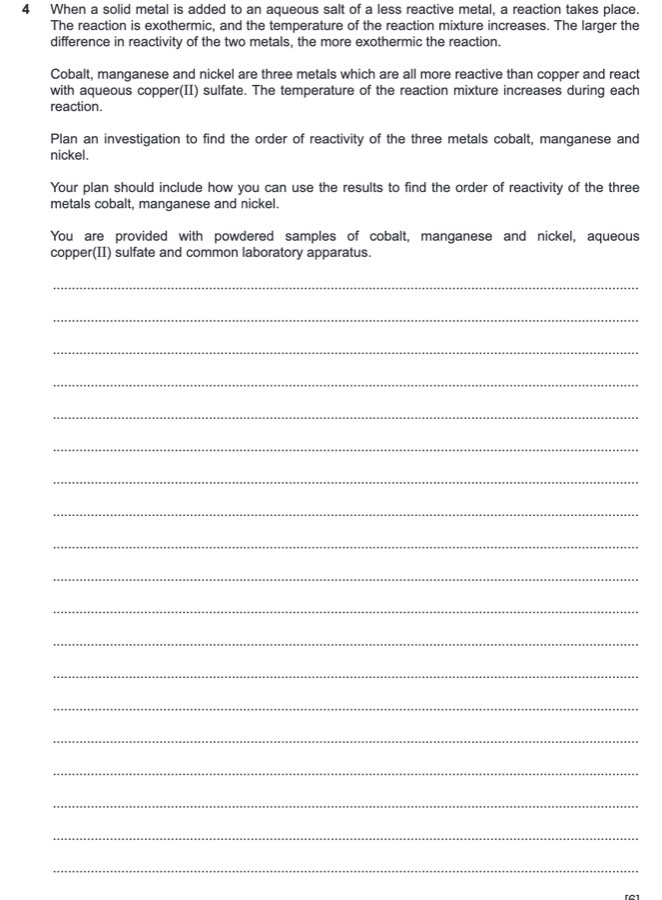 4 When a solid metal is added to an aqueous salt of a less reactive metal, a reaction takes place.
The reaction is exothermic, and the temperature of the reaction mixture increases. The larger the
difference in reactivity of the two metals, the more exothermic the reaction.
Cobalt, manganese and nickel are three metals which are all more reactive than copper and react
with aqueous copper(II) sulfate. The temperature of the reaction mixture increases during each
reaction.
Plan an investigation to find the order of reactivity of the three metals cobalt, manganese and
nickel.
Your plan should include how you can use the results to find the order of reactivity of the three
metals cobalt, manganese and nickel.
You are provided with powdered samples of cobalt, manganese and nickel, aqueous
copper(II) sulfate and common laboratory apparatus.
[6]